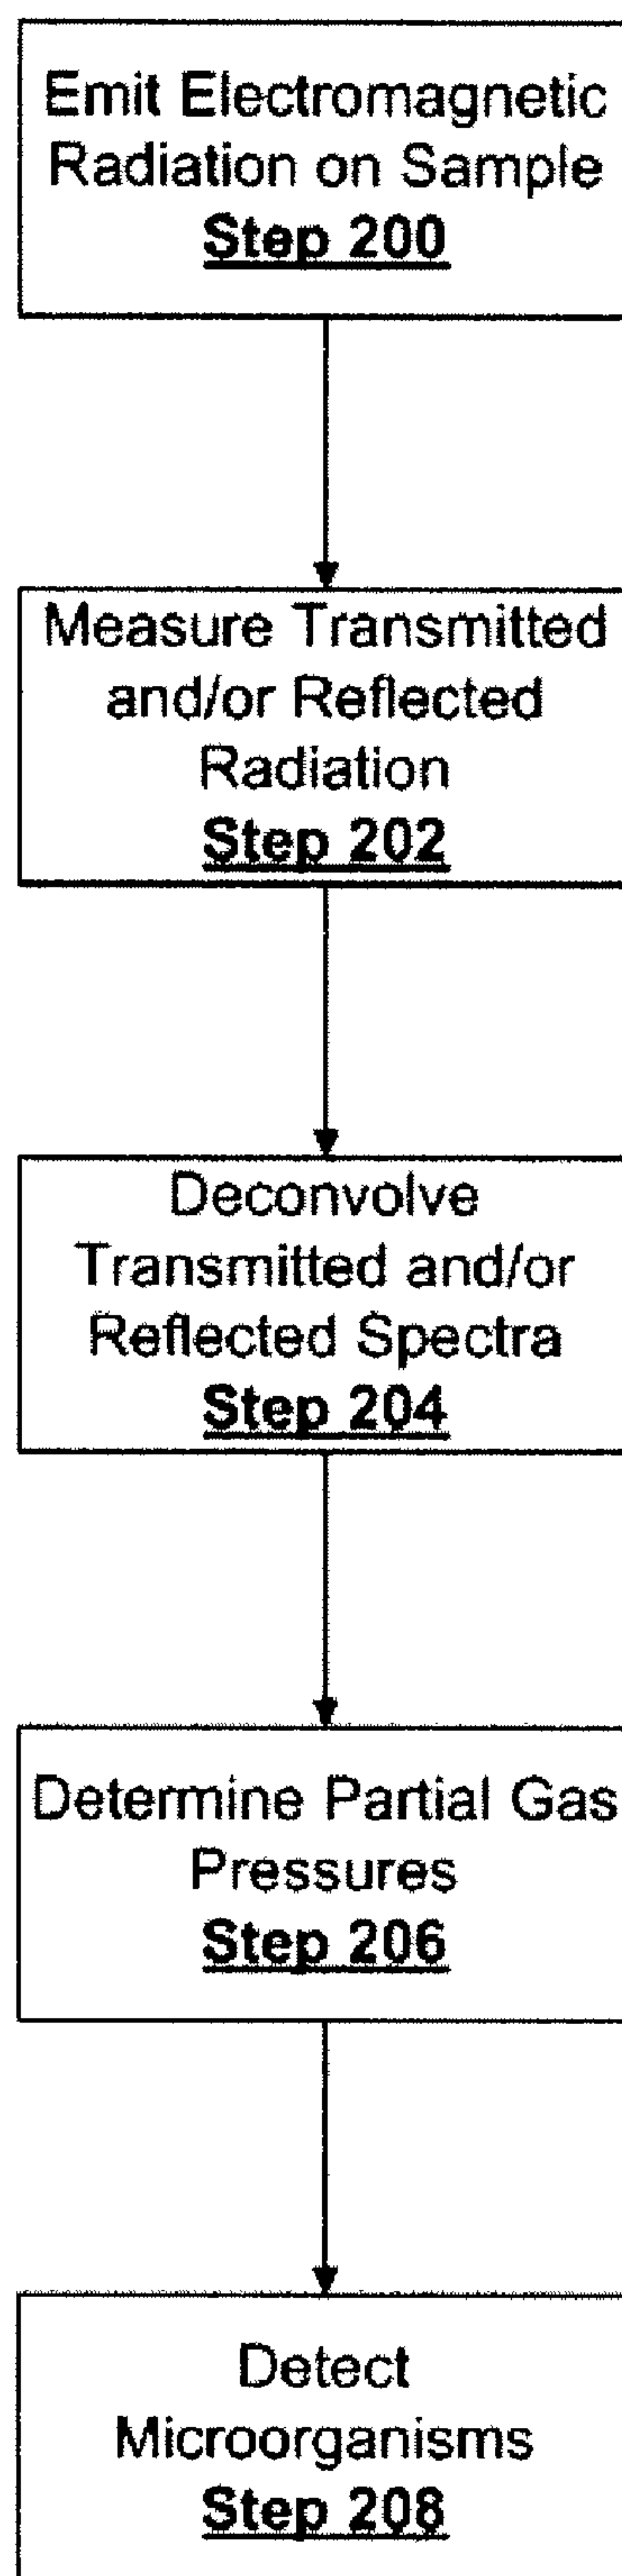 Emit Electromagnetic
Radiation on Sample
Step 200
Measure Transmitted
and/or Reflected
Radiation
Step 202
Deconvolve
Transmitted and/or
Reflected Spectra
Step 204
Determine Partial Gas
Pressures
Step 206
Detect
Microorganisms
Step 208